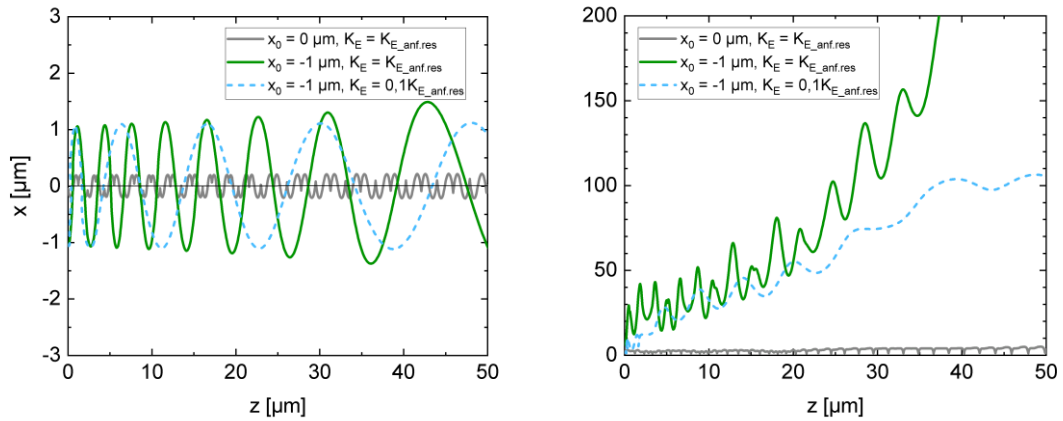 3
2
1
0
-1
-2
-3
x [µm]
x₀ = 0 µm, K_E = K_E_anf.res
x₀ = -1 µm, K_E = K_E_anf.res
x₀ = -1 µm, K_E = 0,1K_E_anf.res
0 10 20 30 40 50
z [µm]
200
150
100
50
0
x₀ = 0 µm, K_E = K_E_anf.res
x₀ = -1 µm, K_E = K_E_anf.res
x₀ = -1 µm, K_E = 0,1K_E_anf.res
0 10 20 30 40 50
z [µm]